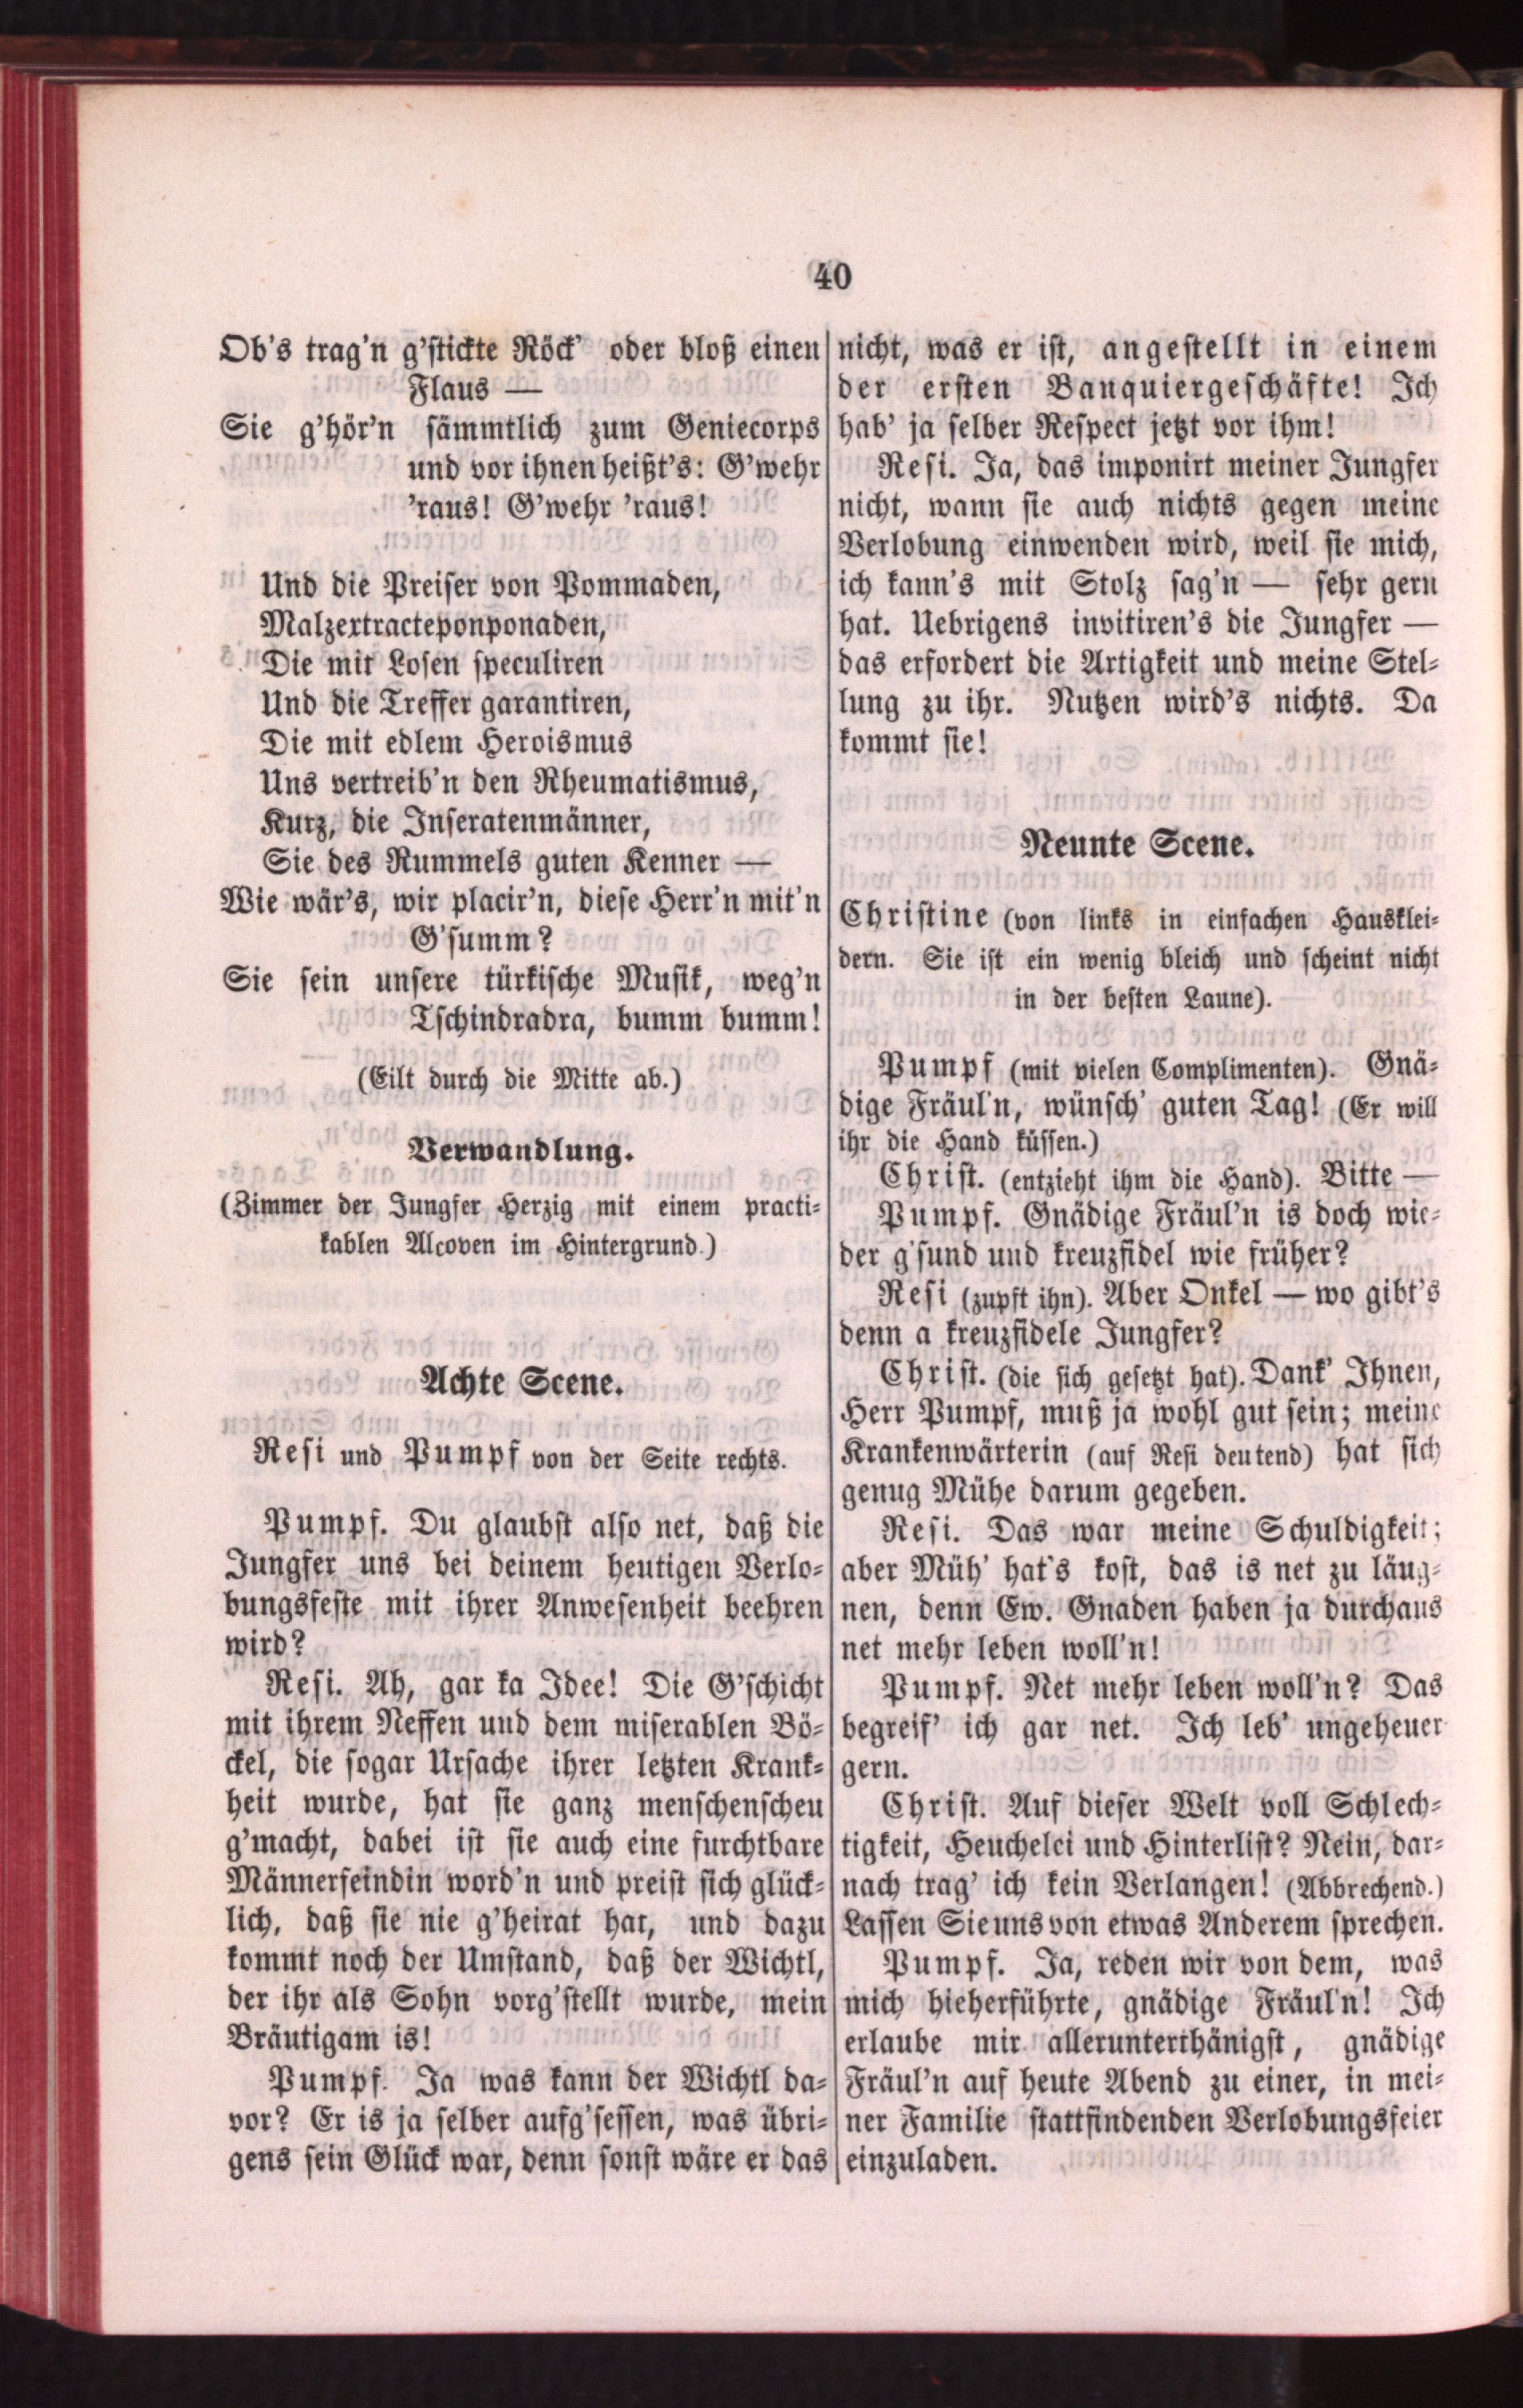 40
Ob's trag'n g'stickte Röck' oder bloß einen
Flaus —
Sie g'hör'n sämmtlich zum Geniecorps
und vor ihnen heißt's: G'wehr
'raus! G'wehr 'raus!
Und die Preiser von Pommaden,
Malzextracteponponaden,
Die mit Losen speculiren
Und die Treffer garantiren,
Die mit edlem Heroismus
Uns vertreib'n den Rheumatismus,
Kurz, die Inseratenmänner,
Sie des Rummels guten Kenner —
Wie wär's, wir placir'n, diese Herr'n mit'n
G'summ?
Sie sein unsere türkische Musik, weg'n
Tschindradra, bumm bumm!
(Eilt durch die Mitte ab.)
Verwandlung.
(Zimmer der Jungfer Herzig mit einem practi-
kablen Alcoven im Hintergrund.)
Achte Scene.
Resi und Pumpf von der Seite rechts.
Pumpf. Du glaubst also net, daß die
Jungfer uns bei deinem heutigen Verlo-
bungsfeste mit ihrer Anwesenheit beehren
wird?
Resi. Ah, gar ka Idee! Die G'schicht
mit ihrem Neffen und dem miserablen Bö-
ckel, die sogar Ursache ihrer letzten Krank-
heit wurde, hat sie ganz menschenscheu
g'macht, dabei ist sie auch eine furchtbare
Männerfeindin word'n und preist sich glück-
lich, daß sie nie g'heirat hat, und dazu
kommt noch der Umstand, daß der Wichtl,
der ihr als Sohn vorg'stellt wurde, mein
Bräutigam is!
Pumpf. Ja was kann der Wichtl da-
vor? Er is ja selber aufg'sessen, was übri-
gens sein Glück war, denn sonst wäre er das
nicht, was er ist, angestellt in einem
der ersten Banquiergeschäfte! Ich
hab' ja selber Respect jetzt vor ihm!
Resi. Ja, das imponirt meiner Jungfer
nicht, wann sie auch nichts gegen meine
Verlobung einwenden wird, weil sie mich,
ich kann's mit Stolz sag'n — sehr gern
hat. Uebrigens invitiren's die Jungfer —
das erfordert die Artigkeit und meine Stel-
lung zu ihr. Nutzen wird's nichts. Da
kommt sie!
Neunte Scene.
Christine (von links in einfachen Hausklei-
dern. Sie ist ein wenig bleich und scheint nicht
in der besten Laune).
Pumpf (mit vielen Complimenten). Gnä-
dige Fräul'n, wünsch' guten Tag! (Er will
ihr die Hand küssen.)
Christ. (entzieht ihm die Hand). Bitte —
Pumpf. Gnädige Fräul'n is doch wie-
der g'sund und kreuzfidel wie früher?
Resi (zupft ihn). Aber Onkel — wo gibt's
denn a kreuzfidele Jungfer?
Christ. (die sich gesetzt hat). Dank' Ihnen,
Herr Pumpf, muß ja wohl gut sein; meine
Krankenwärterin (auf Resi deutend) hat sich
genug Mühe darum gegeben.
Resi. Das war meine Schuldigkeit;
aber Müh' hat's kost, das is net zu läug-
nen, denn Ew. Gnaden haben ja durchaus
net mehr leben woll'n!
Pumpf. Net mehr leben woll'n? Das
begreif' ich gar net. Ich leb' ungeheuer
gern.
Christ. Auf dieser Welt voll Schlech-
tigkeit, Heuchelei und Hinterlist? Nein, dar-
nach trag' ich kein Verlangen! (Abbrechend.)
Lassen Sie uns von etwas Anderem sprechen.
Pumpf. Ja, reden wir von dem, was
mich hieherführte, gnädige Fräul'n! Ich
erlaube mir allerunterthänigst, gnädige
Fräul'n auf heute Abend zu einer, in mei-
ner Familie stattfindenden Verlobungsfeier
einzuladen.